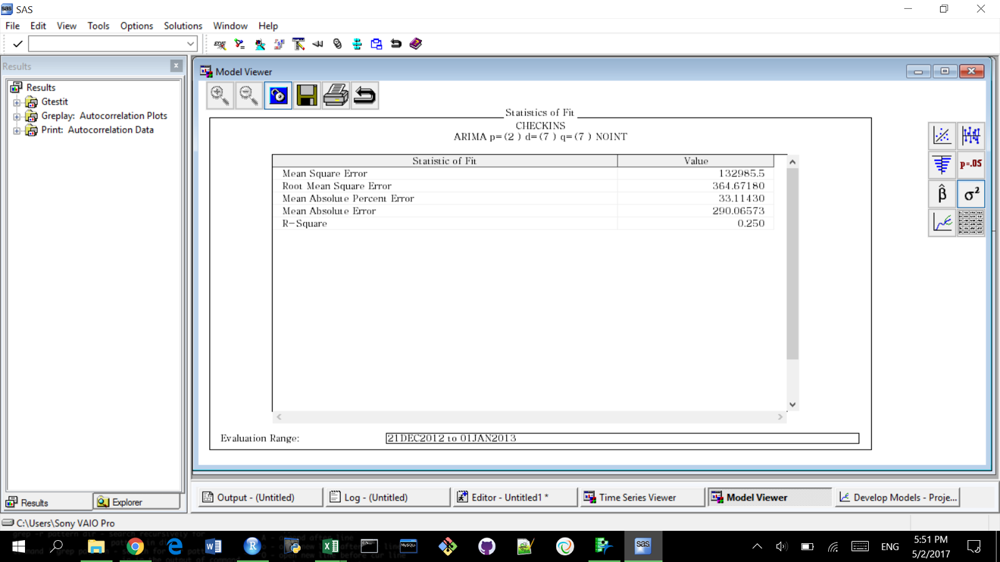 SAS
File Edit View Tools Options Solutions Window Help
Results
Results
Gtestit
Greplay: Autocorrelation Plots
Print: Autocorrelation Data
Results
Explorer
Model Viewer
Statistics of Fit
CHECKINS
ARIMA p=(2 ) d=(7 ) q=(7 ) NOINT
Statistic of Fit Value
Mean Square Error 132985.5
Root Mean Square Error 364.67180
Mean Absolute Percent Error 33.11430
Mean Absolute Error 290.06573
R-Square 0.250
Evaluation Range: 21DEC2012 to 01JAN2013
p=.05
β̂ σ²
Output - (Untitled) Log - (Untitled) Editor - Untitled1 * Time Series Viewer Model Viewer Develop Models - Proje...
C:\Users\Sony VAIO Pro
ENG
5:51 PM
5/2/2017